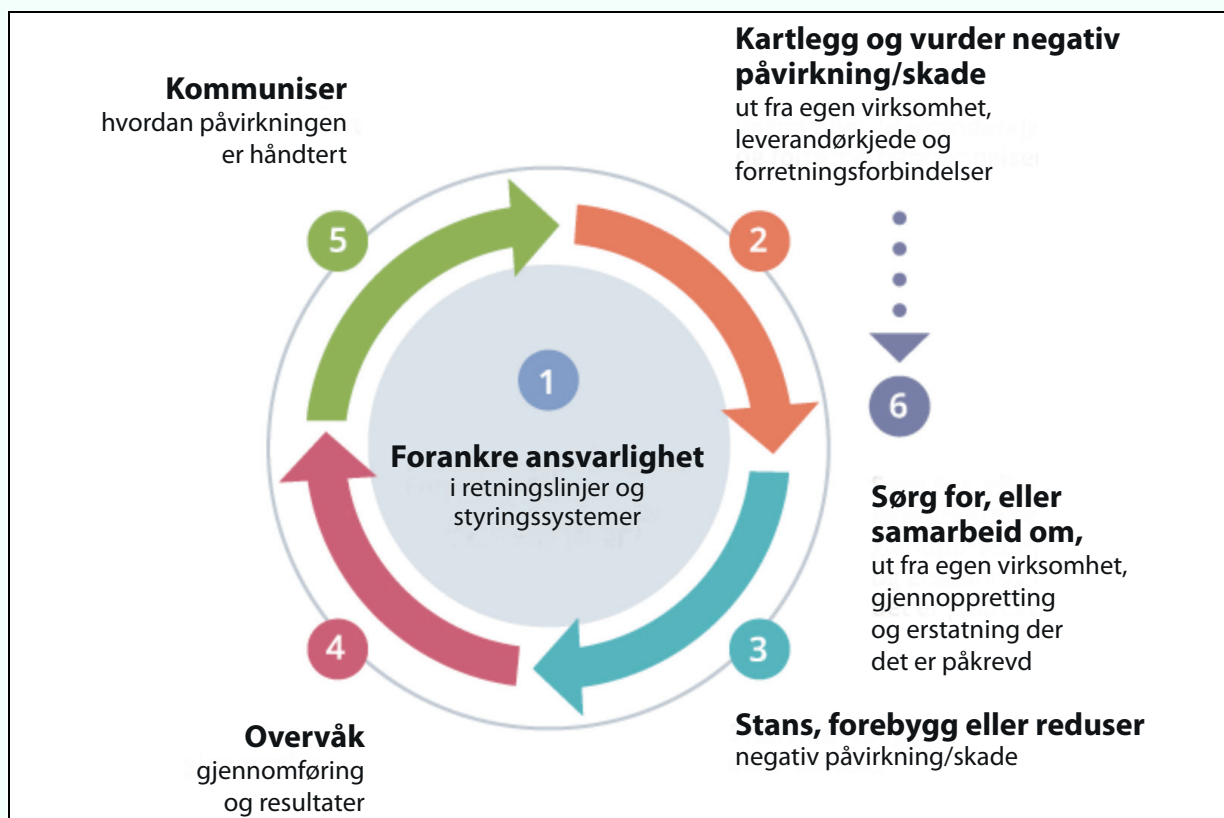 1
Forankre ansvarlighet
i retningslinjer og
styringssystemer
2
Kartlegg og vurder negativ
påvirkning/skade
ut fra egen virksomhet,
leverandørkjede og
forretningsforbindelser
3
Stans, forebygg eller reduser
negativ påvirkning/skade
4
Overvåk
gjennomføring
og resultater
5
Kommuniser
hvordan påvirkningen
er håndtert
6
Sørg for, eller
samarbeid om,
ut fra egen virksomhet,
gjennoppretting
og erstatning der
det er påkrevd